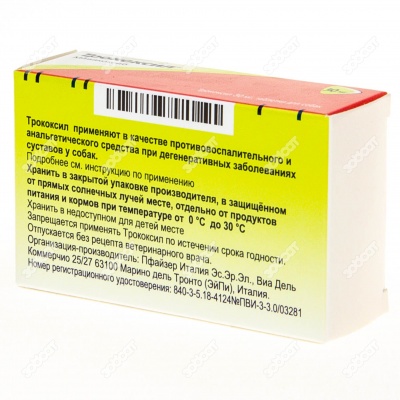 Трококсил
Трококсил применяют в качестве противовоспалительного и
анальгетического средства при дегенеративных заболеваниях
суставов у собак.
Подробнее см. инструкцию по применению
Хранить в закрытой упаковке производителя, в защищённом
от прямых солнечных лучей месте, отдельно от продуктов
питания и кормов при температуре от 0 °С до 30 °С
Хранить в недоступном для детей месте
Запрещается применять Трококсил по истечении срока годности.
Отпускается без рецепта ветеринарного врача.
Организация-производитель: Пфайзер Италия Эс.Эр.Эл., Виа Дель
Коммерчио 25/27 63100 Марино дель Тронто (ЭйПи), Италия.
Номер регистрационного удостоверения: 840-3-5.18-4124№ПВИ-3-3.0/03281